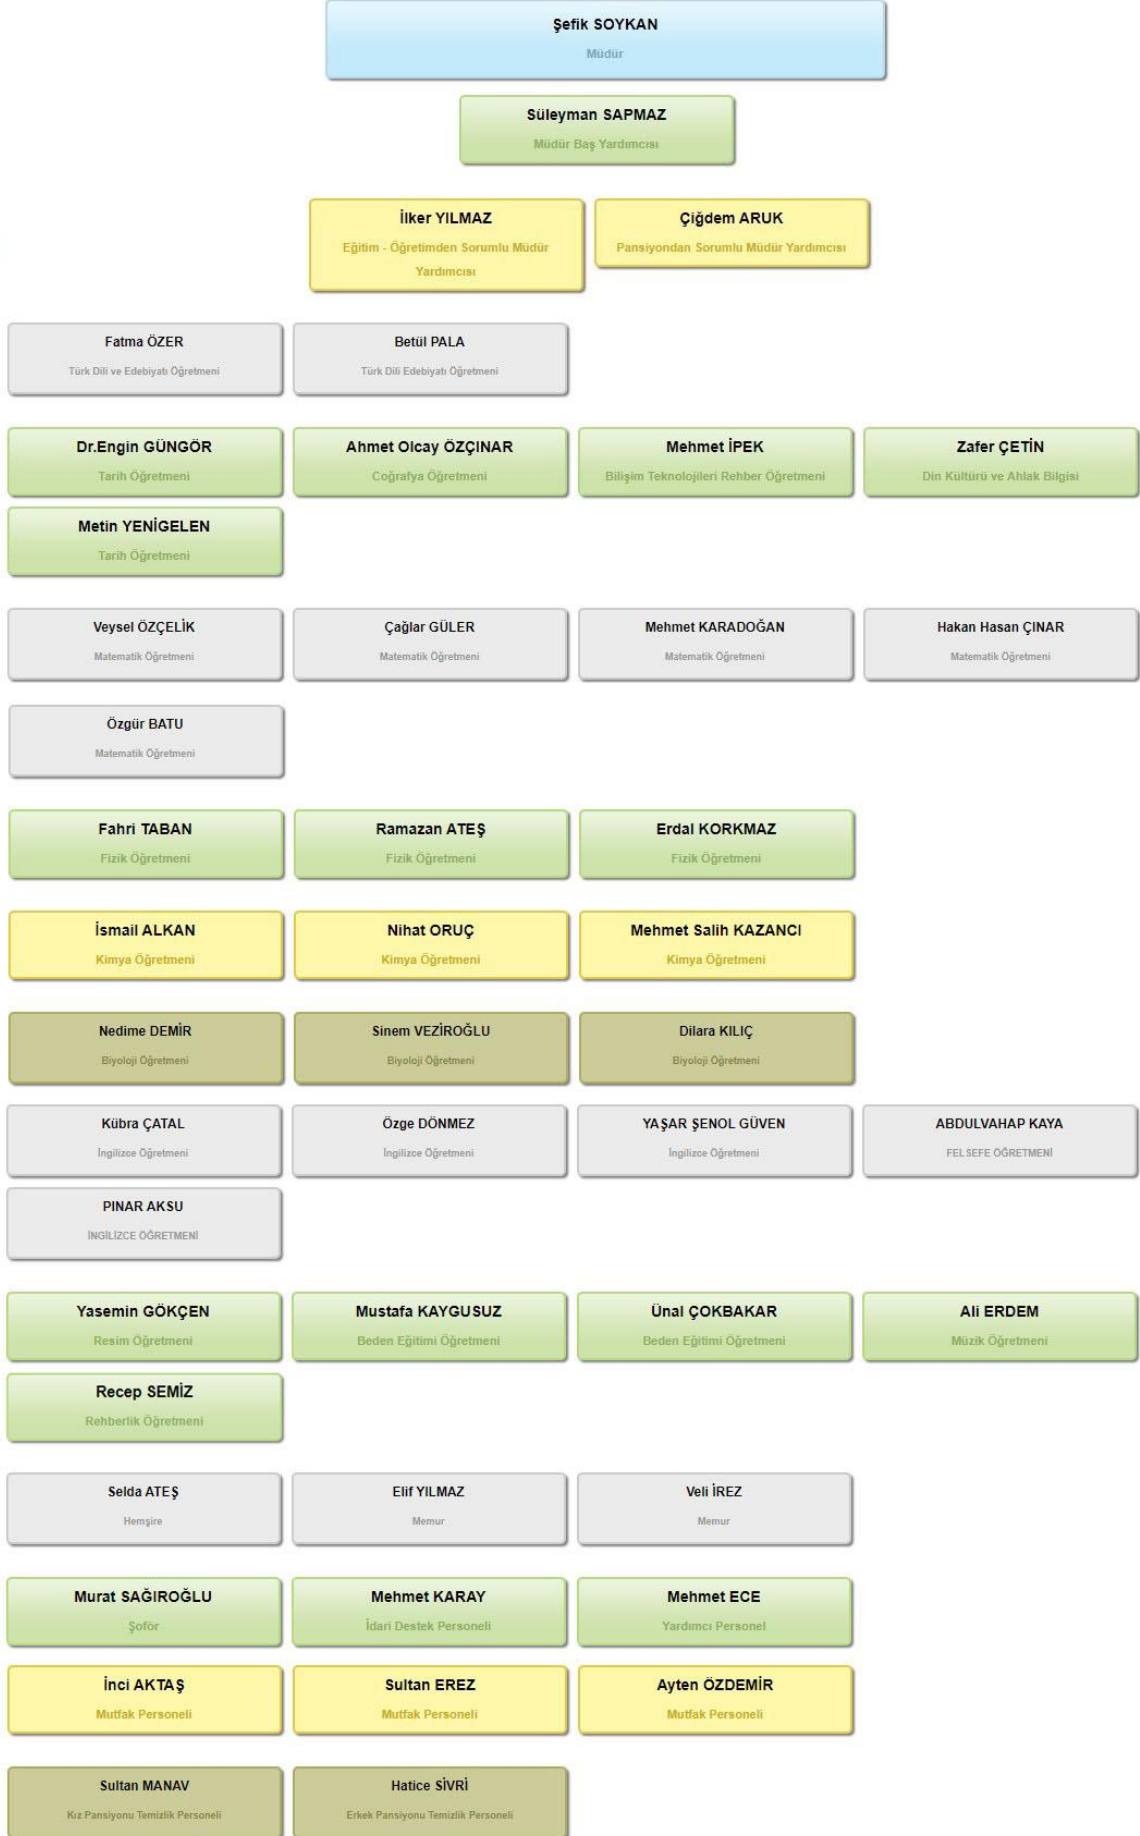 Şefik SOYKAN
Müdür
Süleyman SAPMAZ
Müdür Baş Yardımcısı
İlker YILMAZ
Eğitim - Öğretimden Sorumlu Müdür
Yardımcısı
Çiğdem ARUK
Pansiyondan Sorumlu Müdür Yardımcısı
Fatma ÖZER
Türk Dili ve Edebiyatı Öğretmeni
Betül PALA
Türk Dili Edebiyatı Öğretmeni
Dr.Engin GÜNGÖR
Tarih Öğretmeni
Ahmet Olcay ÖZÇINAR
Coğrafya Öğretmeni
Mehmet İPEK
Bilişim Teknolojileri Rehber Öğretmeni
Zafer ÇETİN
Din Kültürü ve Ahlak Bilgisi
Metin YENİGELEN
Tarih Öğretmeni
Veysel ÖZÇELİK
Matematik Öğretmeni
Çağlar GÜLER
Matematik Öğretmeni
Mehmet KARADOĞAN
Matematik Öğretmeni
Hakan Hasan ÇINAR
Matematik Öğretmeni
Özgür BATU
Matematik Öğretmeni
Fahri TABAN
Fizik Öğretmeni
Ramazan ATEŞ
Fizik Öğretmeni
Erdal KORKMAZ
Fizik Öğretmeni
İsmail ALKAN
Kimya Öğretmeni
Nihat ORUÇ
Kimya Öğretmeni
Mehmet Salih KAZANCI
Kimya Öğretmeni
Nedime DEMİR
Biyoloji Öğretmeni
Sinem VEZİROĞLU
Biyoloji Öğretmeni
Dilara KILIÇ
Biyoloji Öğretmeni
Kübra ÇATAL
İngilizce Öğretmeni
Özge DÖNMEZ
İngilizce Öğretmeni
YAŞAR ŞENOL GÜVEN
İngilizce Öğretmeni
ABDULVAHAP KAYA
FELSEFE ÖĞRETMENİ
PINAR AKSU
İNGİLİZCE ÖĞRETMENİ
Yasemin GÖKÇEN
Resim Öğretmeni
Mustafa KAYGUSUZ
Beden Eğitimi Öğretmeni
Ünal ÇOKBAKAR
Beden Eğitimi Öğretmeni
Ali ERDEM
Müzik Öğretmeni
Recep SEMİZ
Rehberlik Öğretmeni
Selda ATEŞ
Hemşire
Elif YILMAZ
Memur
Veli İREZ
Memur
Murat SAĞIROĞLU
Şoför
Mehmet KARAY
İdari Destek Personeli
Mehmet ECE
Yardımcı Personel
İnci AKTAŞ
Mutfak Personeli
Sultan EREZ
Mutfak Personeli
Ayten ÖZDEMİR
Mutfak Personeli
Sultan MANAV
Kız Pansiyonu Temizlik Personeli
Hatice SİVRİ
Erkek Pansiyonu Temizlik Personeli